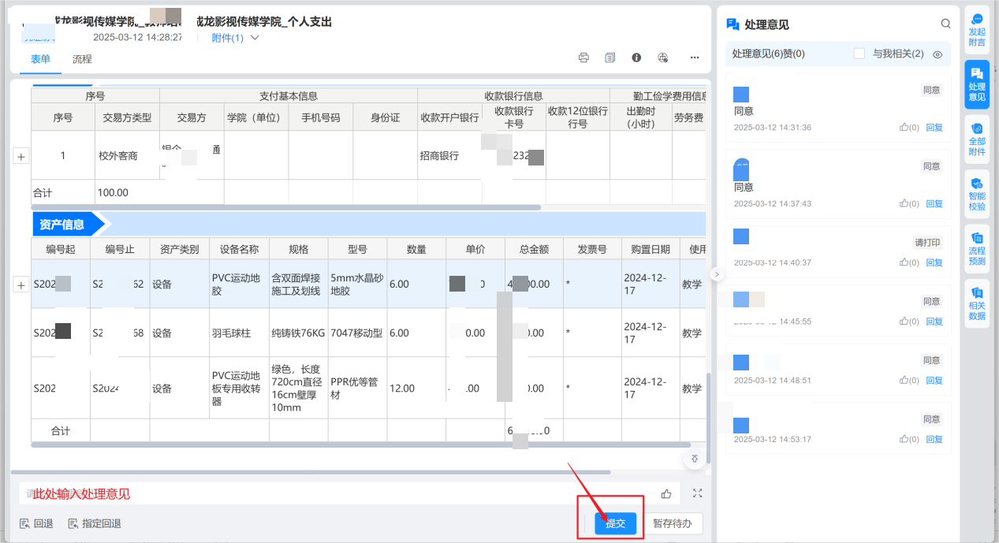 成龙影视传媒学院_教师培 成龙影视传媒学院_个人支出
2025-03-12 14:28:27 附件(1)
表单 流程
序号 支付基本信息 收款银行信息 勤工俭学费用信息
序号 交易方类型 交易方 学院（单位） 手机号码 身份证 收款开户银行 收款银行卡号 收款12位银行行号 出勤时(小时) 劳务费
1 校外客商 通 招商银行 232
合计 100.00
资产信息
编号起 编号止 资产类别 设备名称 规格 型号 数量 单价 总金额 发票号 购置日期 使用
S202 S2 52 设备 PVC运动地胶 含双面焊接施工及划线 5mm水晶砂地胶 6.00 0 4 00.00 * 2024-12-17 教学
S202 S2 58 设备 羽毛球柱 纯铸铁76KG 7047移动型 6.00 0.00 0.00 * 2024-12-17 教学
S202 S2024 设备 PVC运动地板专用收转器 绿色，长度720cm直径16cm壁厚10mm PPR优等管材 12.00 .00 0.00 * 2024-12-17 教学
合计 6 0
此处输入处理意见
回退 指定回退 提交 暂存待办
处理意见
处理意见(6)赞(0) 与我相关(2)
同意
同意
2025-03-12 14:31:36 (0) 回复
同意
同意
2025-03-12 14:37:43 (0) 回复
请打印
2025-03-12 14:40:37 (0) 回复
同意
2025-03-12 14:45:55 (0) 回复
同意
2025-03-12 14:48:51 (0) 回复
同意
2025-03-12 14:53:17 (0) 回复
发起
附言
处理
意见
全部
附件
智能
校验
流程
预测
相关
数据